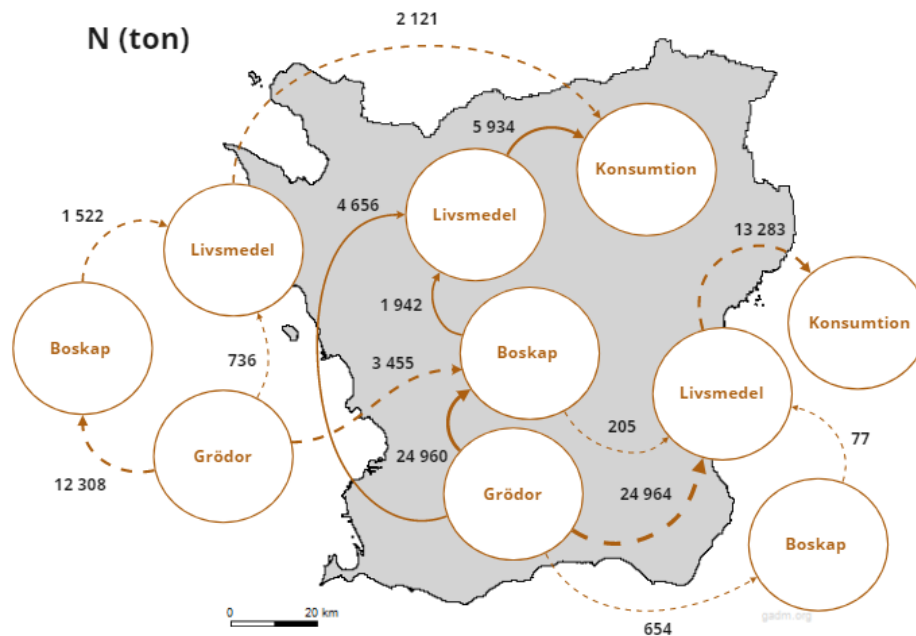 N (ton)
2 121
5 934
Konsumtion
4 656
Livsmedel
1 522
Livsmedel
13 283
1 942
Konsumtion
Boskap
736
3 455
Boskap
Livsmedel
205
77
Grödor
24 960
12 308
Grödor
24 964
Boskap
0 20 km
gadm.org
654